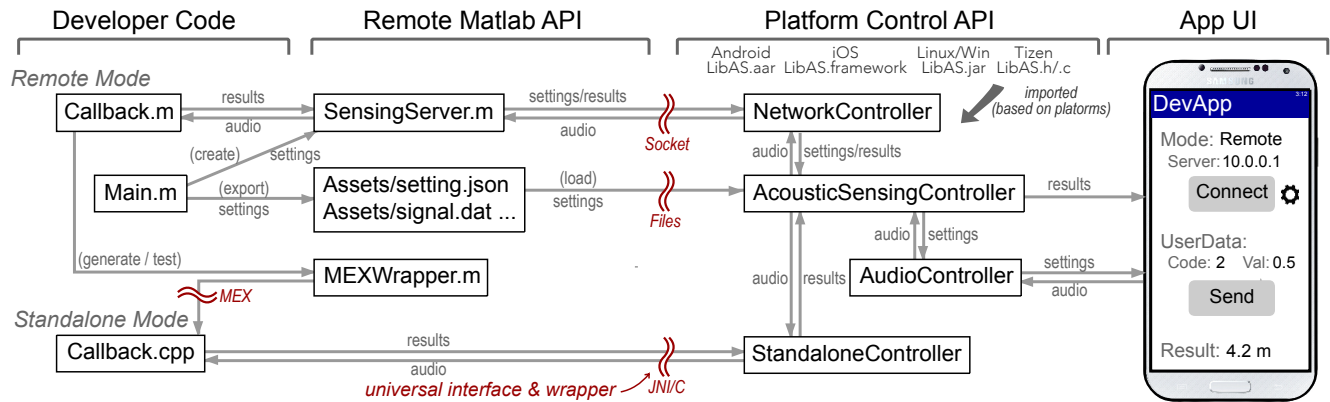 Developer Code
Remote Matlab API
Platform Control API
App UI
Android
LibAS.aar
iOS
LibAS.framework
Linux/Win
LibAS.jar
Tizen
LibAS.h/.c
imported
(based on platorms)
Remote Mode
Callback.m
results
audio
SensingServer.m
settings/results
audio
Socket
NetworkController
(create)
settings
audio
settings/results
Main.m
(export)
settings
Assets/setting.json
Assets/signal.dat ...
(load)
settings
Files
AcousticSensingController
results
audio
settings
(generate / test)
MEXWrapper.m
MEX
audio
results
AudioController
settings
audio
Standalone Mode
Callback.cpp
results
audio
universal interface & wrapper
JNI/C
StandaloneController
SAMSUNG
3:12
DevApp
Mode: Remote
Server: 10.0.0.1
Connect
UserData:
Code: 2 Val: 0.5
Send
Result: 4.2 m